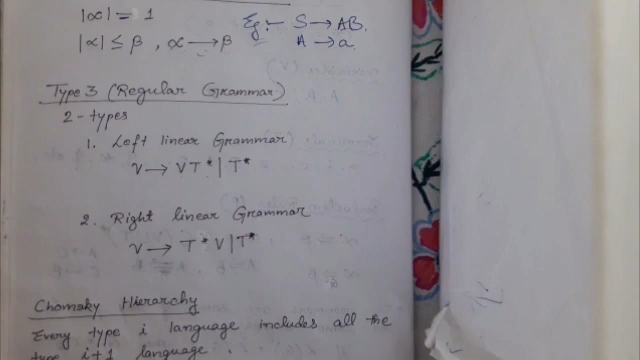 |α| = 1
Eg:- S → AB.
|α| ≤ β , α → β
A → a.
Type 3 (Regular Grammar)
2-types
1. Left linear Grammar
V → VT* | T*
2. Right linear Grammar
V → T* V | T*
Chomsky Hierarchy
Every type i language includes all the
type i+1 language.